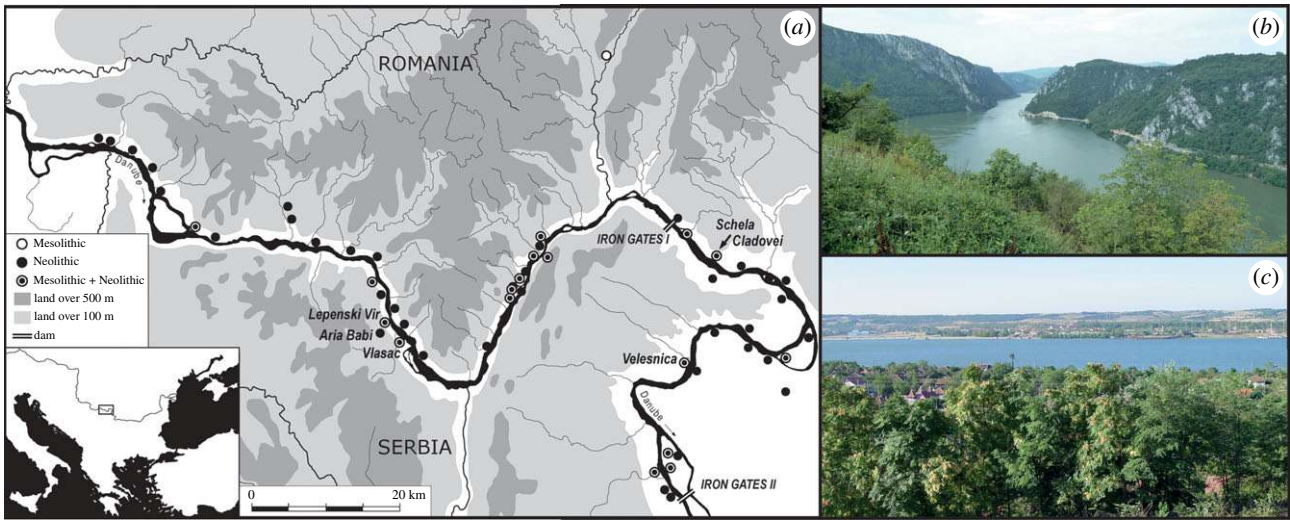 (a)
ROMANIA
Danube
IRON GATES I
Schela
Cladovei
Mesolithic
Neolithic
Mesolithic + Neolithic
land over 500 m
land over 100 m
dam
Lepenski Vir
Aria Babi
Vlasac
Velesnica
Danube
SERBIA
IRON GATES II
0 20 km
(b)
(c)